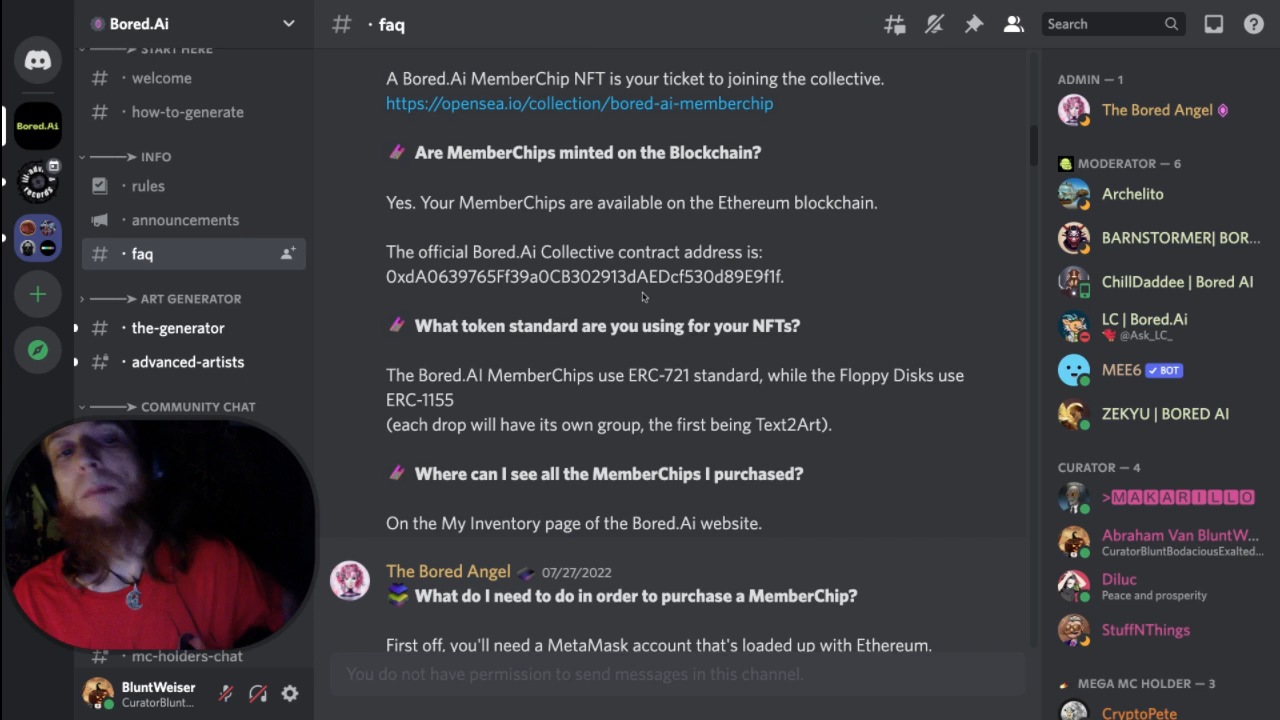 Bored.Ai
START HERE
welcome
how-to-generate
INFO
rules
announcements
faq
ART GENERATOR
the-generator
advanced-artists
COMMUNITY CHAT
mc-holders-chat
BluntWeiser
CuratorBlunt...
Bored.Ai
faq
Search
A Bored.Ai MemberChip NFT is your ticket to joining the collective.
https://opensea.io/collection/bored-ai-memberchip
Are MemberChips minted on the Blockchain?
Yes. Your MemberChips are available on the Ethereum blockchain.
The official Bored.Ai Collective contract address is:
0xdA0639765Ff39a0CB302913dAEDcf530d89E9f1f.
What token standard are you using for your NFTs?
The Bored.AI MemberChips use ERC-721 standard, while the Floppy Disks use
ERC-1155
(each drop will have its own group, the first being Text2Art).
Where can I see all the MemberChips I purchased?
On the My Inventory page of the Bored.Ai website.
The Bored Angel 07/27/2022
What do I need to do in order to purchase a MemberChip?
First off, you'll need a MetaMask account that's loaded up with Ethereum.
You do not have permission to send messages in this channel.
ADMIN — 1
The Bored Angel
MODERATOR — 6
Archelito
BARNSTORMER| BOR...
ChillDaddee | Bored AI
LC | Bored.Ai
@Ask_LC_
MEE6 ✓ BOT
ZEKYU | BORED AI
CURATOR — 4
>MAKARILLO
Abraham Van BluntW...
CuratorBluntBodaciousExalted...
Diluc
Peace and prosperity
StuffNThings
MEGA MC HOLDER — 3
CryptoPete